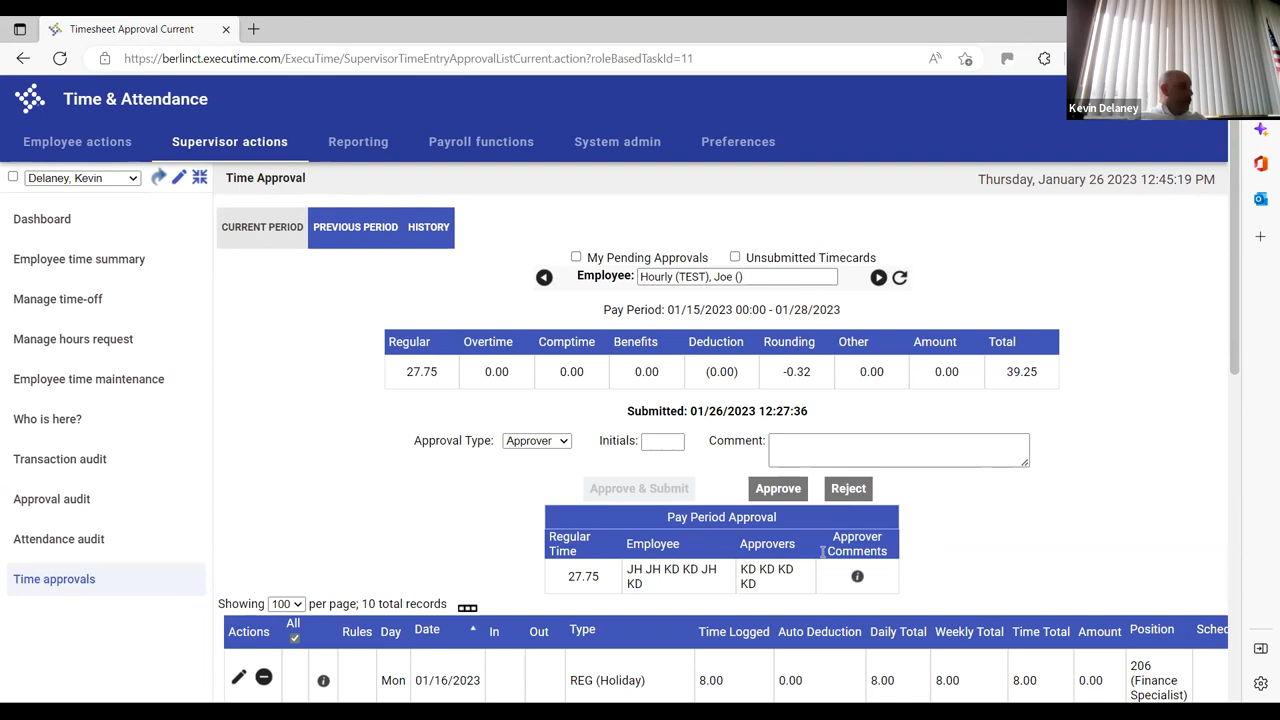 Timesheet Approval Current
https://berlinct.executime.com/ExecuTime/SupervisorTimeEntryApprovalListCurrent.action?roleBasedTaskId=11
Kevin Delaney
Time & Attendance
Employee actions Supervisor actions Reporting Payroll functions System admin Preferences
Delaney, Kevin
Time Approval
Thursday, January 26 2023 12:45:19 PM
Dashboard
Employee time summary
Manage time-off
Manage hours request
Employee time maintenance
Who is here?
Transaction audit
Approval audit
Attendance audit
Time approvals
CURRENT PERIOD PREVIOUS PERIOD HISTORY
My Pending Approvals Unsubmitted Timecards
Employee: Hourly (TEST), Joe ()
Pay Period: 01/15/2023 00:00 - 01/28/2023
Regular Overtime Comptime Benefits Deduction Rounding Other Amount Total
27.75 0.00 0.00 0.00 (0.00) -0.32 0.00 0.00 39.25
Submitted: 01/26/2023 12:27:36
Approval Type: Approver Initials: Comment:
Approve & Submit Approve Reject
Pay Period Approval
Regular Time Employee Approvers Approver Comments
27.75 JH JH KD KD JH KD KD KD KD KD
Showing 100 per page; 10 total records
Actions All Rules Day Date In Out Type Time Logged Auto Deduction Daily Total Weekly Total Time Total Amount Position Sched
Mon 01/16/2023 REG (Holiday) 8.00 0.00 8.00 8.00 8.00 0.00 206 (Finance Specialist)